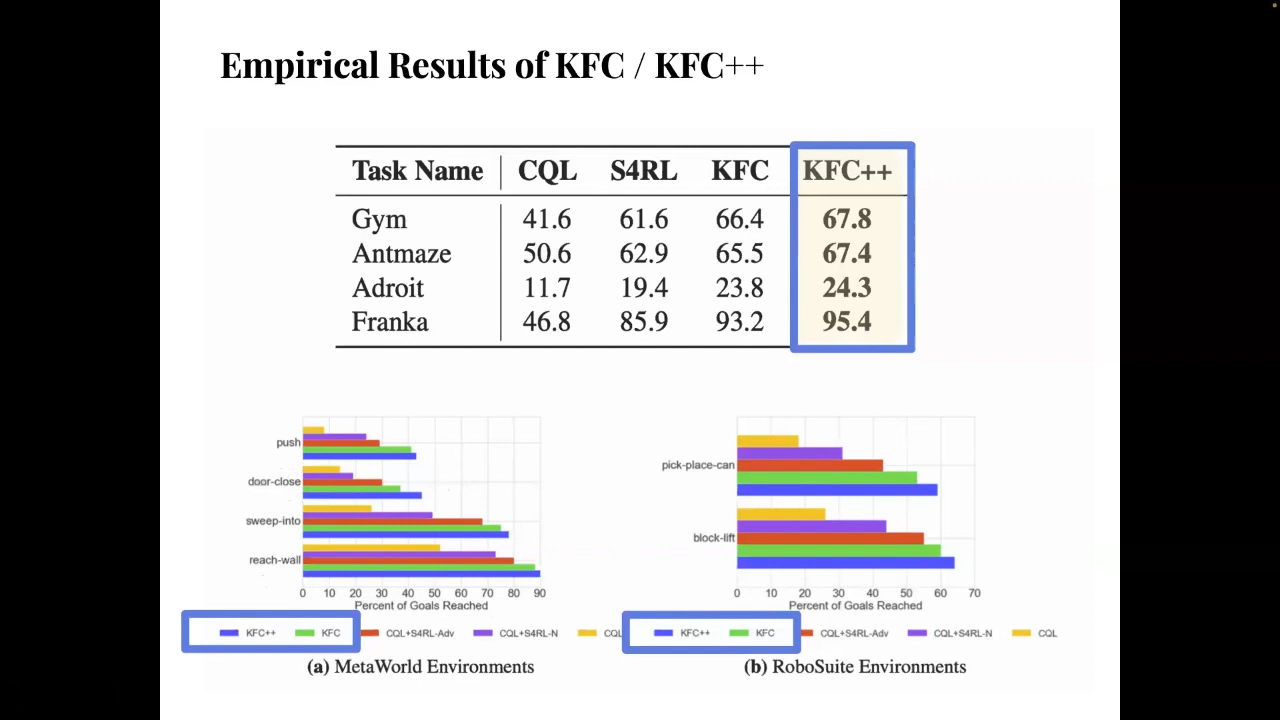 Empirical Results of KFC / KFC++
Task Name CQL S4RL KFC KFC++
Gym 41.6 61.6 66.4 67.8
Antmaze 50.6 62.9 65.5 67.4
Adroit 11.7 19.4 23.8 24.3
Franka 46.8 85.9 93.2 95.4
push
door-close
sweep-into
reach-wall
0 10 20 30 40 50 60 70 80 90
Percent of Goals Reached
KFC++ KFC CQL+S4RL-Adv CQL+S4RL-N CQL
(a) MetaWorld Environments
pick-place-can
block-lift
0 10 20 30 40 50 60 70
Percent of Goals Reached
KFC++ KFC CQL+S4RL-Adv CQL+S4RL-N CQL
(b) RoboSuite Environments